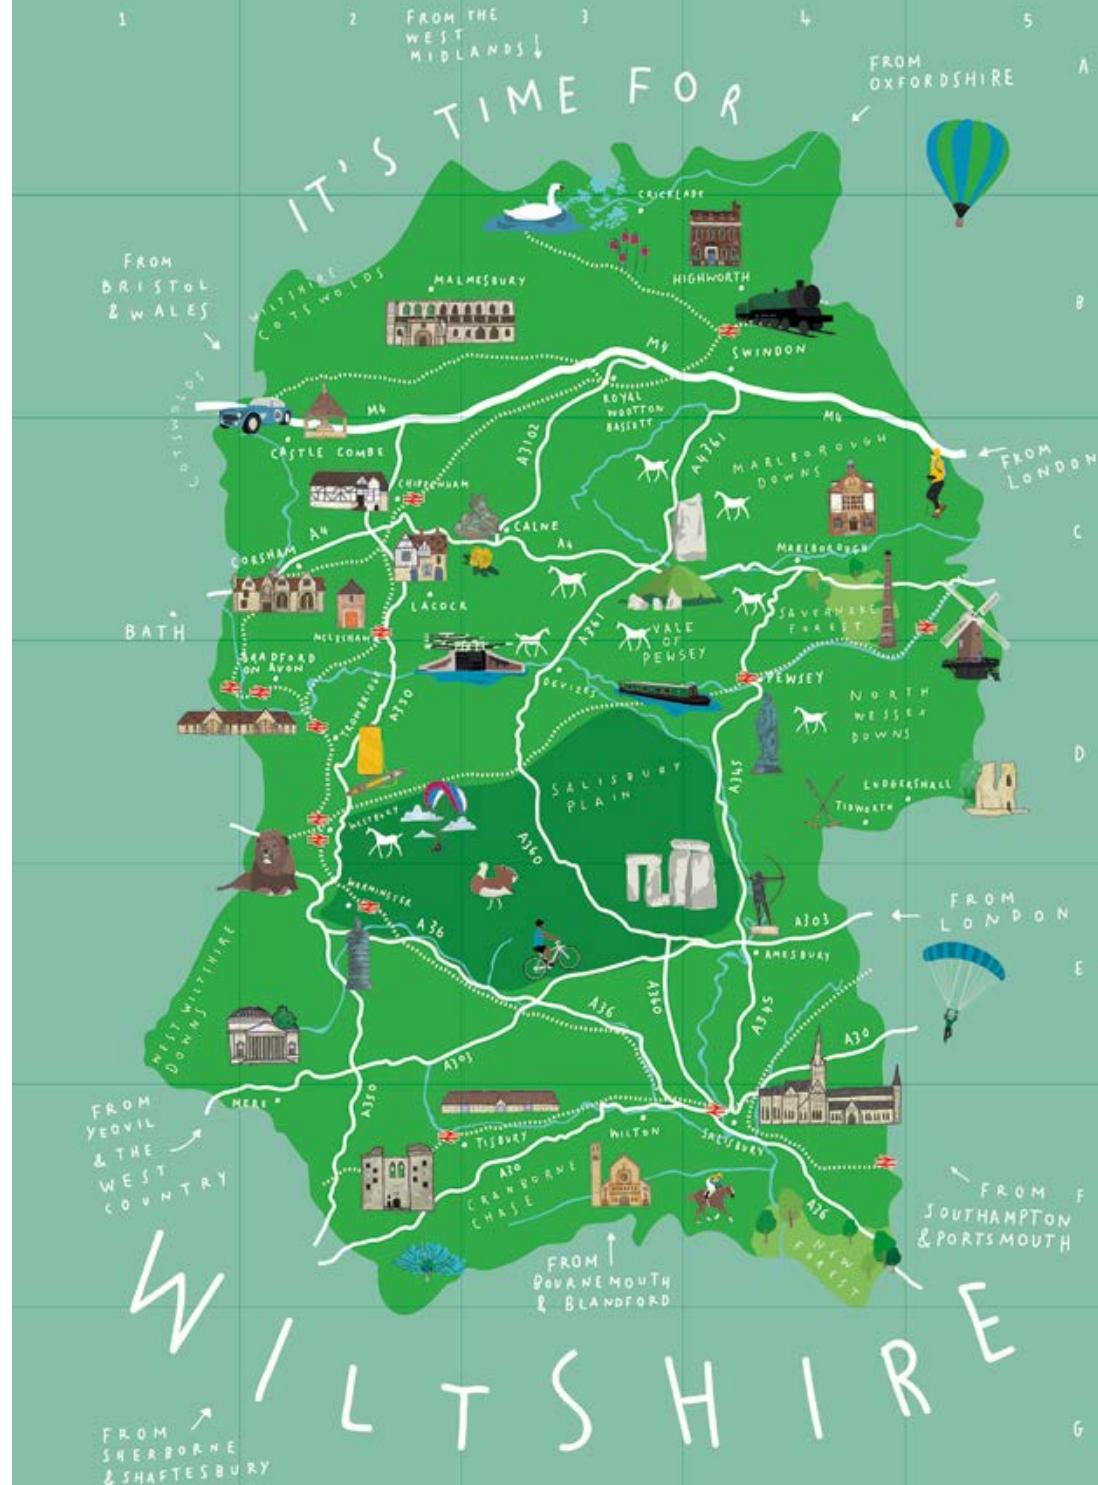 1
2
3
4
5
FROM THE
WEST
MIDLANDS
FROM
OXFORDSHIRE
A
IT'S TIME FOR
CRICKLADE
FROM
BRISTOL
& WALES
WILTSHIRE
COTSWOLDS
MALMESBURY
HIGHWORTH
B
M4
SWINDON
COTSWOLDS
M4
ROYAL
WOOTTON
BASSETT
M4
CASTLE COMBE
A3102
A4361
MARLBOROUGH
DOWNS
FROM
LONDON
CHIPPENHAM
CALNE
A4
A4
C
CORSHAM
MARLBOROUGH
LACOCK
SAVERNAKE
FOREST
BATH
MELKSHAM
A361
VALE
OF
PEWSEY
BRADFORD
ON AVON
DEVIZES
PEWSEY
TROWBRIDGE
A350
NORTH
WESSEX
DOWNS
D
SALISBURY
PLAIN
A345
LUDGERSHALL
TIDWORTH
WESTBURY
A360
WARMINSTER
A36
A303
FROM
LONDON
AMESBURY
E
WEST WILTSHIRE
DOWNS
A36
A360
A345
A30
A303
MERE
A350
FROM
YEOVIL
& THE
WEST
COUNTRY
TISBURY
WILTON
SALISBURY
A30
CRANBORNE
CHASE
A36
FROM
SOUTHAMPTON
& PORTSMOUTH
F
NEW
FOREST
FROM
BOURNEMOUTH
& BLANDFORD
WILTSHIRE
FROM
SHERBORNE
& SHAFTESBURY
G